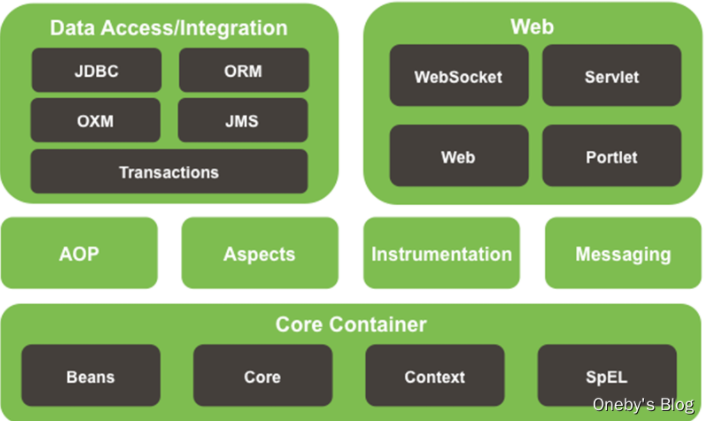 Data Access/Integration
JDBC
ORM
OXM
JMS
Transactions
Web
WebSocket
Servlet
Web
Portlet
AOP
Aspects
Instrumentation
Messaging
Core Container
Beans
Core
Context
SpEL
Oneby's Blog